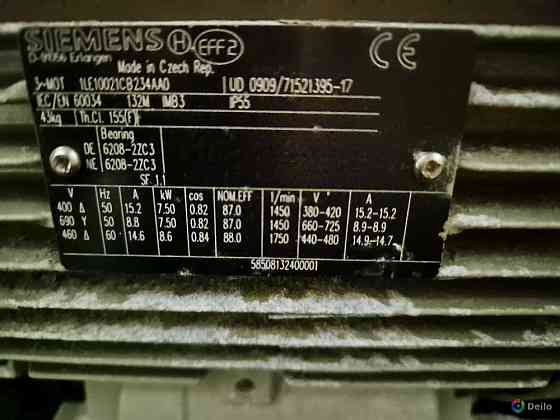 SIEMENS H EFF2 CE
D-91056 Erlangen
Made in Czech Rep.
3~MOT 1LE10021CB234AA0 UD 0909/71521395-17
IEC/EN 60034 132M IMB3 IP55
43kg Th.Cl. 155(F)
Bearing
DE 6208-2ZC3
NE 6208-2ZC3
SF 1.1
V Hz A kW cos NOM.EFF 1/min V A
400 Δ 50 15.2 7.50 0.82 87.0 1450 380-420 15.2-15.2
690 Y 50 8.8 7.50 0.82 87.0 1450 660-725 8.9-8.9
460 Δ 60 14.6 8.6 0.84 88.0 1750 440-480 14.9-14.7
58508132400001
Deilo